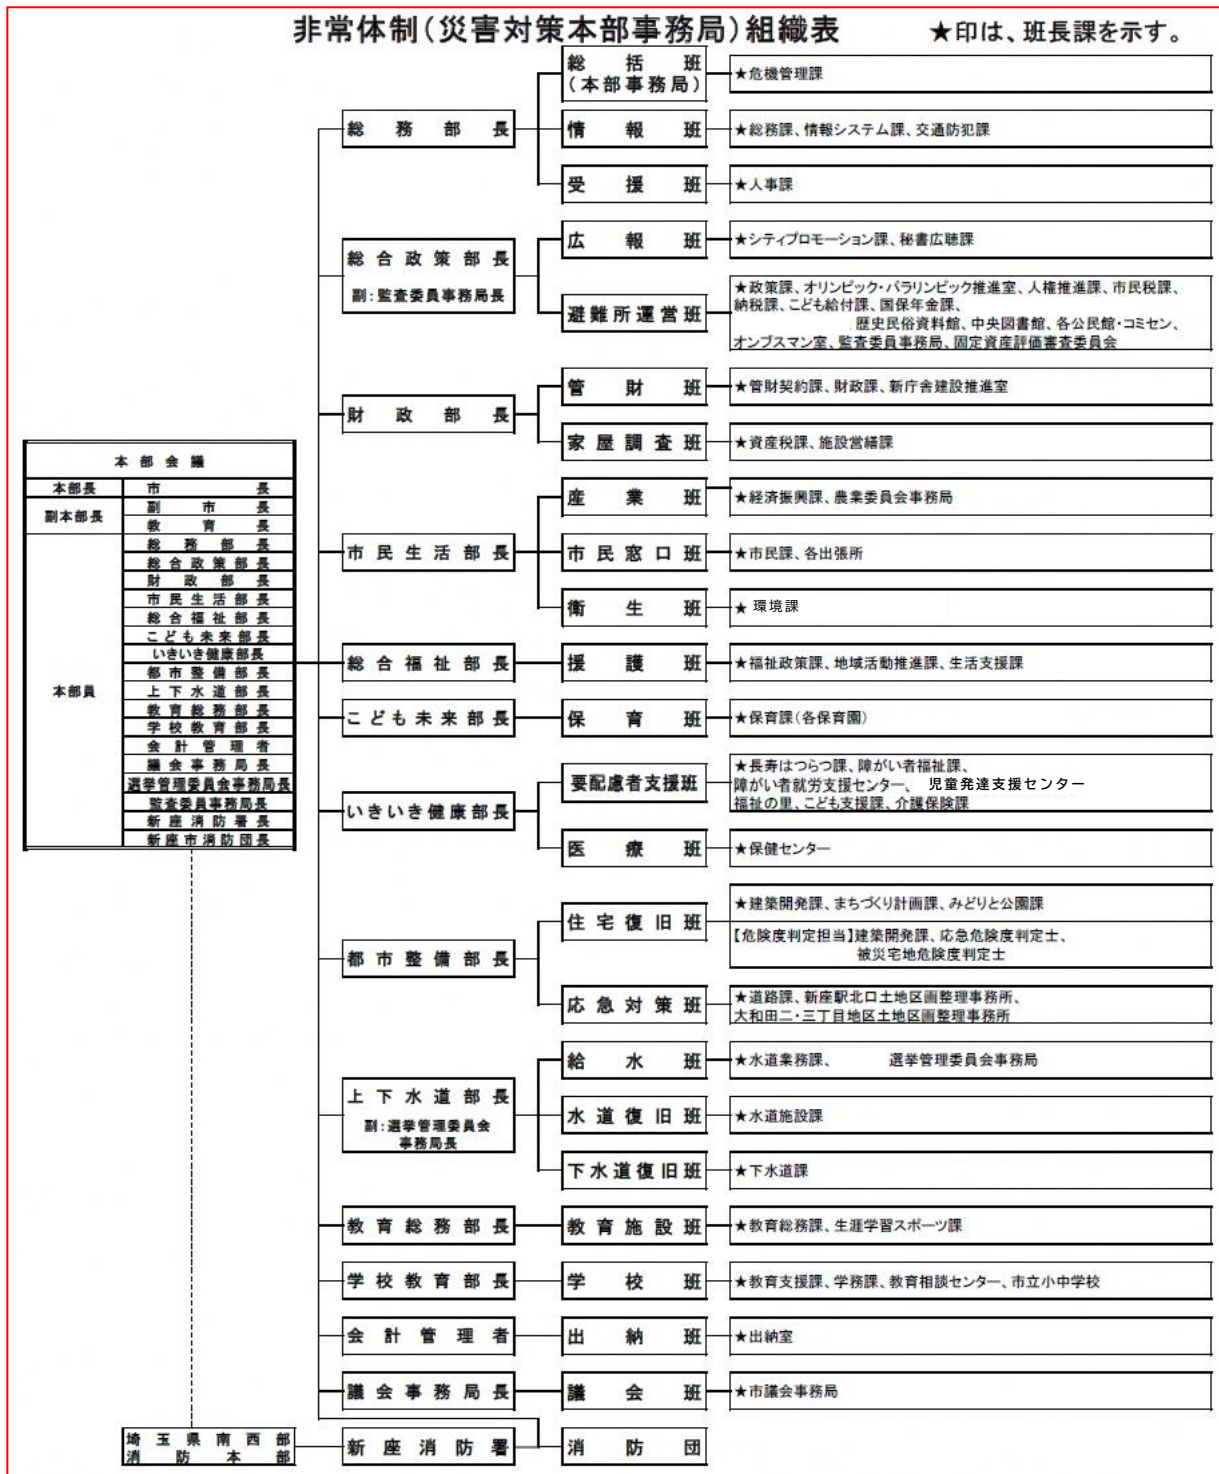 非常体制(災害対策本部事務局)組織表 ★印は、班長課を示す。
総括班
(本部事務局)
★危機管理課
総務部長
情報班
★総務課、情報システム課、交通防犯課
受援班
★人事課
総合政策部長
副:監査委員事務局長
広報班
★シティプロモーション課、秘書広聴課
避難所運営班
★政策課、オリンピック・パラリンピック推進室、人権推進課、市民税課、
納税課、こども給付課、国保年金課、
歴史民俗資料館、中央図書館、各公民館・コミセン、
オンブズマン室、監査委員事務局、固定資産評価審査委員会
財政部長
管財班
★管財契約課、財政課、新庁舎建設推進室
家屋調査班
★資産税課、施設営繕課
本部会議
本部長 市長
副本部長 副市長
教育長
本部員 総務部長
総合政策部長
財政部長
市民生活部長
総合福祉部長
こども未来部長
いきいき健康部長
都市整備部長
上下水道部長
教育総務部長
学校教育部長
会計管理者
議会事務局長
選挙管理委員会事務局長
監査委員事務局長
新座消防署長
新座市消防団長
市民生活部長
産業班
★経済振興課、農業委員会事務局
市民窓口班
★市民課、各出張所
衛生班
★環境課
総合福祉部長
援護班
★福祉政策課、地域活動推進課、生活支援課
こども未来部長
保育班
★保育課(各保育園)
いきいき健康部長
要配慮者支援班
★長寿はつらつ課、障がい者福祉課、
障がい者就労支援センター、児童発達支援センター
福祉の里、こども支援課、介護保険課
医療班
★保健センター
都市整備部長
住宅復旧班
★建築開発課、まちづくり計画課、みどりと公園課
【危険度判定担当】建築開発課、応急危険度判定士、
被災宅地危険度判定士
応急対策班
★道路課、新座駅北口土地区画整理事務所、
大和田二・三丁目地区土地区画整理事務所
上下水道部長
副:選挙管理委員会
事務局長
給水班
★水道業務課、 選挙管理委員会事務局
水道復旧班
★水道施設課
下水道復旧班
★下水道課
教育総務部長
教育施設班
★教育総務課、生涯学習スポーツ課
学校教育部長
学校班
★教育支援課、学務課、教育相談センター、市立小中学校
会計管理者
出納班
★出納室
議会事務局長
議会班
★市議会事務局
埼玉県南西部
消防本部
新座消防署
消防団